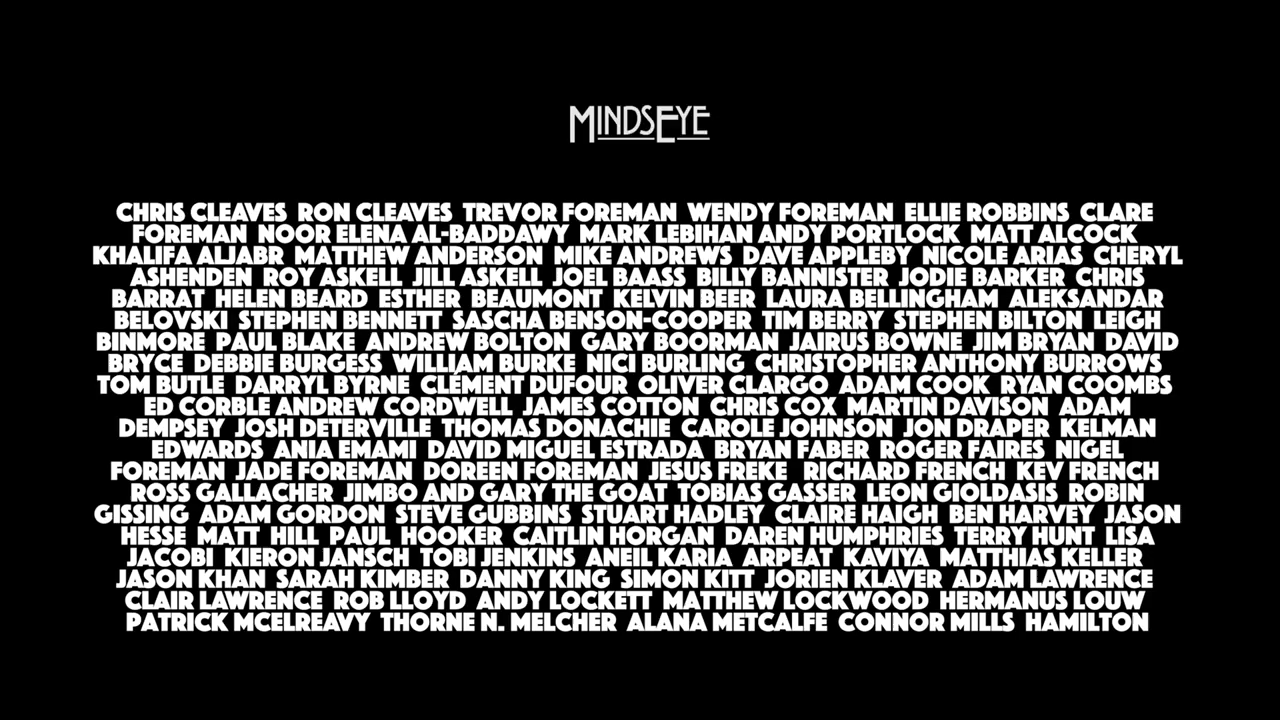 MINDSEYE
CHRIS CLEAVES RON CLEAVES TREVOR FOREMAN WENDY FOREMAN ELLIE ROBBINS CLARE
FOREMAN NOOR ELENA AL-BADDAWY MARK LEBIHAN ANDY PORTLOCK MATT ALCOCK
KHALIFA ALJABR MATTHEW ANDERSON MIKE ANDREWS DAVE APPLEBY NICOLE ARIAS CHERYL
ASHENDEN ROY ASKELL JILL ASKELL JOEL BAASS BILLY BANNISTER JODIE BARKER CHRIS
BARRAT HELEN BEARD ESTHER BEAUMONT KELVIN BEER LAURA BELLINGHAM ALEKSANDAR
BELOVSKI STEPHEN BENNETT SASCHA BENSON-COOPER TIM BERRY STEPHEN BILTON LEIGH
BINMORE PAUL BLAKE ANDREW BOLTON GARY BOORMAN JAIRUS BOWNE JIM BRYAN DAVID
BRYCE DEBBIE BURGESS WILLIAM BURKE NICI BURLING CHRISTOPHER ANTHONY BURROWS
TOM BUTLE DARRYL BYRNE CLÉMENT DUFOUR OLIVER CLARGO ADAM COOK RYAN COOMBS
ED CORBLE ANDREW CORDWELL JAMES COTTON CHRIS COX MARTIN DAVISON ADAM
DEMPSEY JOSH DETERVILLE THOMAS DONACHIE CAROLE JOHNSON JON DRAPER KELMAN
EDWARDS ANIA EMAMI DAVID MIGUEL ESTRADA BRYAN FABER ROGER FAIRES NIGEL
FOREMAN JADE FOREMAN DOREEN FOREMAN JESUS FREKE RICHARD FRENCH KEV FRENCH
ROSS GALLACHER JIMBO AND GARY THE GOAT TOBIAS GASSER LEON GIOLDASIS ROBIN
GISSING ADAM GORDON STEVE GUBBINS STUART HADLEY CLAIRE HAIGH BEN HARVEY JASON
HESSE MATT HILL PAUL HOOKER CAITLIN HORGAN DAREN HUMPHRIES TERRY HUNT LISA
JACOBI KIERON JANSCH TOBI JENKINS ANEIL KARIA ARPEAT KAVIYA MATTHIAS KELLER
JASON KHAN SARAH KIMBER DANNY KING SIMON KITT JORIEN KLAVER ADAM LAWRENCE
CLAIR LAWRENCE ROB LLOYD ANDY LOCKETT MATTHEW LOCKWOOD HERMANUS LOUW
PATRICK MCELREAVY THORNE N. MELCHER ALANA METCALFE CONNOR MILLS HAMILTON